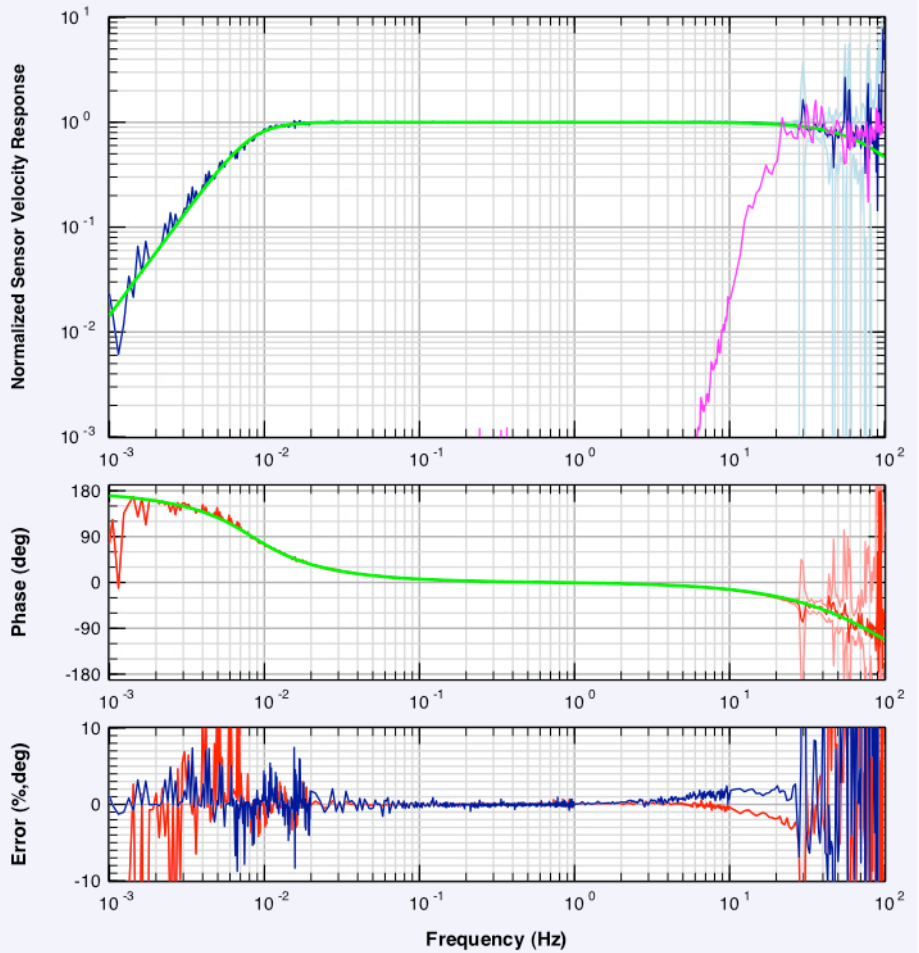 Normalized Sensor Velocity Response
10^1
10^0
10^-1
10^-2
10^-3
10^-3 10^-2 10^-1 10^0 10^1 10^2
Phase (deg)
180
90
0
-90
-180
10^-3 10^-2 10^-1 10^0 10^1 10^2
Error (%,deg)
10
0
-10
10^-3 10^-2 10^-1 10^0 10^1 10^2
Frequency (Hz)